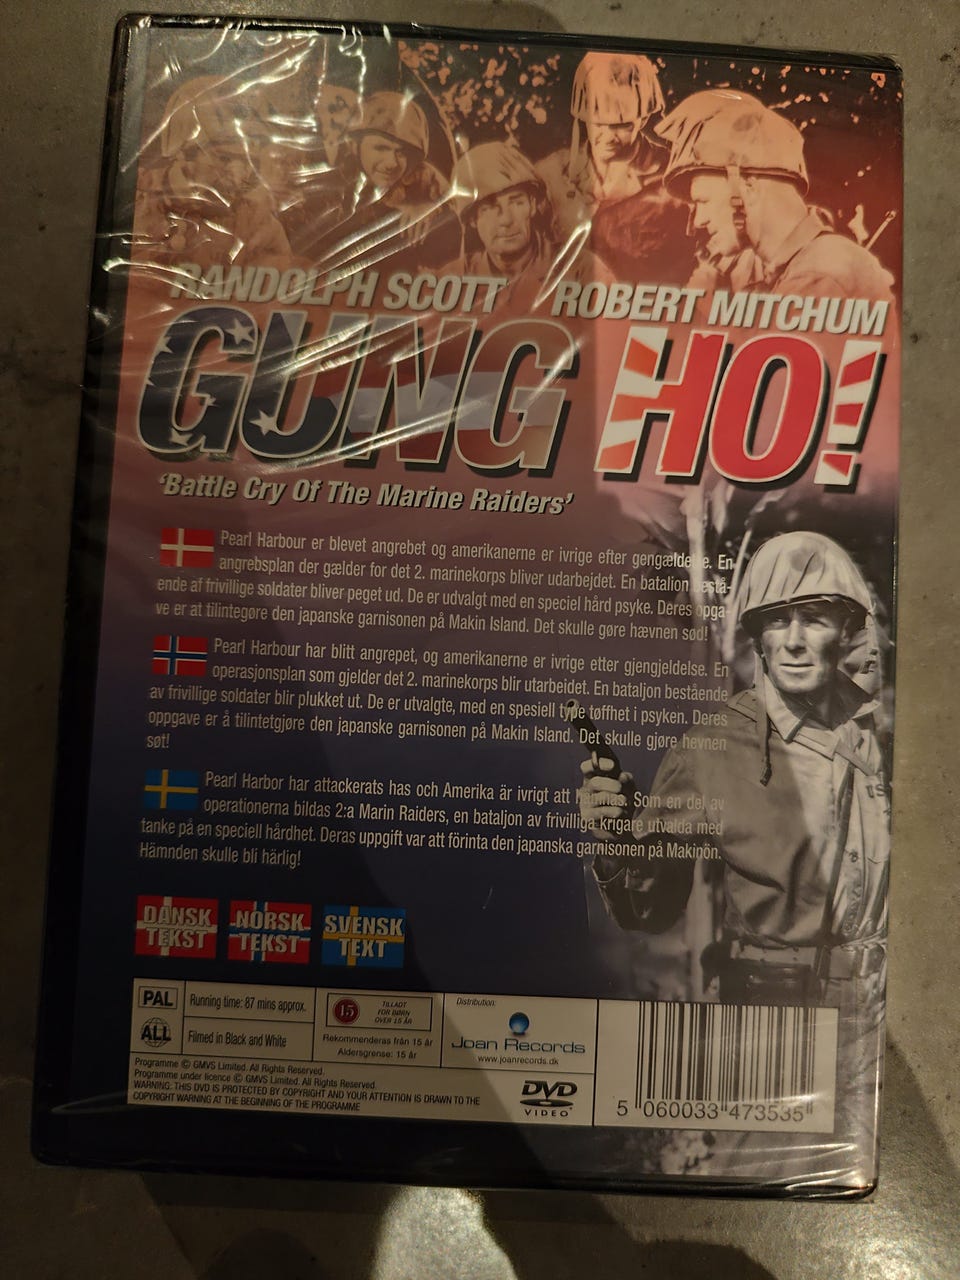 RANDOLPH SCOTT ROBERT MITCHUM
GUNG HO!
'Battle Cry Of The Marine Raiders'
Pearl Harbour er blevet angrebet og amerikanerne er ivrige efter gengældelse. En
angrebsplan der gælder for det 2. marinekorps bliver udarbejdet. En batalion bestå-
ende af frivillige soldater bliver peget ud. De er udvalgt med en speciel hård psyke. Deres opga-
ve er at tilintegøre den japanske garnisonen på Makin Island. Det skulle gøre hævnen sød!
Pearl Harbour har blitt angrepet, og amerikanerne er ivrige etter gjengjeldelse. En
operasjonsplan som gjelder det 2. marinekorps blir utarbeidet. En bataljon bestående
av frivillige soldater blir plukket ut. De er utvalgte, med en spesiell type tøffhet i psyken. Deres
oppgave er å tilintetgjøre den japanske garnisonen på Makin Island. Det skulle gjøre hevnen
søt!
Pearl Harbor har attackerats has och Amerika är ivrigt att hämnas. Som en del av
operationerna bildas 2:a Marin Raiders, en bataljon av frivilliga krigare utvalda med
tanke på en speciell hårdhet. Deras uppgift var att förinta den japanska garnisonen på Makinön.
Hämnden skulle bli härlig!
DANSK TEKST
NORSK TEKST
SVENSK TEXT
PAL
Running time: 87 mins approx.
ALL
Filmed in Black and White
15
TILLADT
FOR BØRN
OVER 15 ÅR
Rekommenderas från 15 år
Aldersgrense: 15 år
Distribution:
Joan Records
www.joanrecords.dk
Programme © GMVS Limited. All Rights Reserved.
Programme under licence © GMVS Limited. All Rights Reserved.
WARNING: THIS DVD IS PROTECTED BY COPYRIGHT AND YOUR ATTENTION IS DRAWN TO THE
COPYRIGHT WARNING AT THE BEGINNING OF THE PROGRAMME
DVD
VIDEO
5 060033 473535